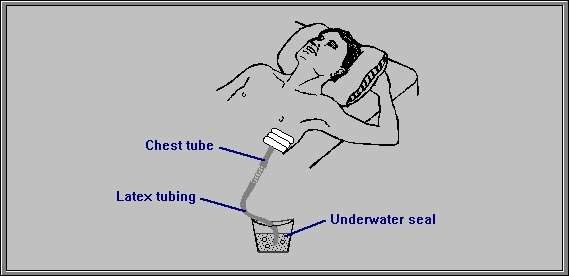 Chest tube
Latex tubing
Underwater seal